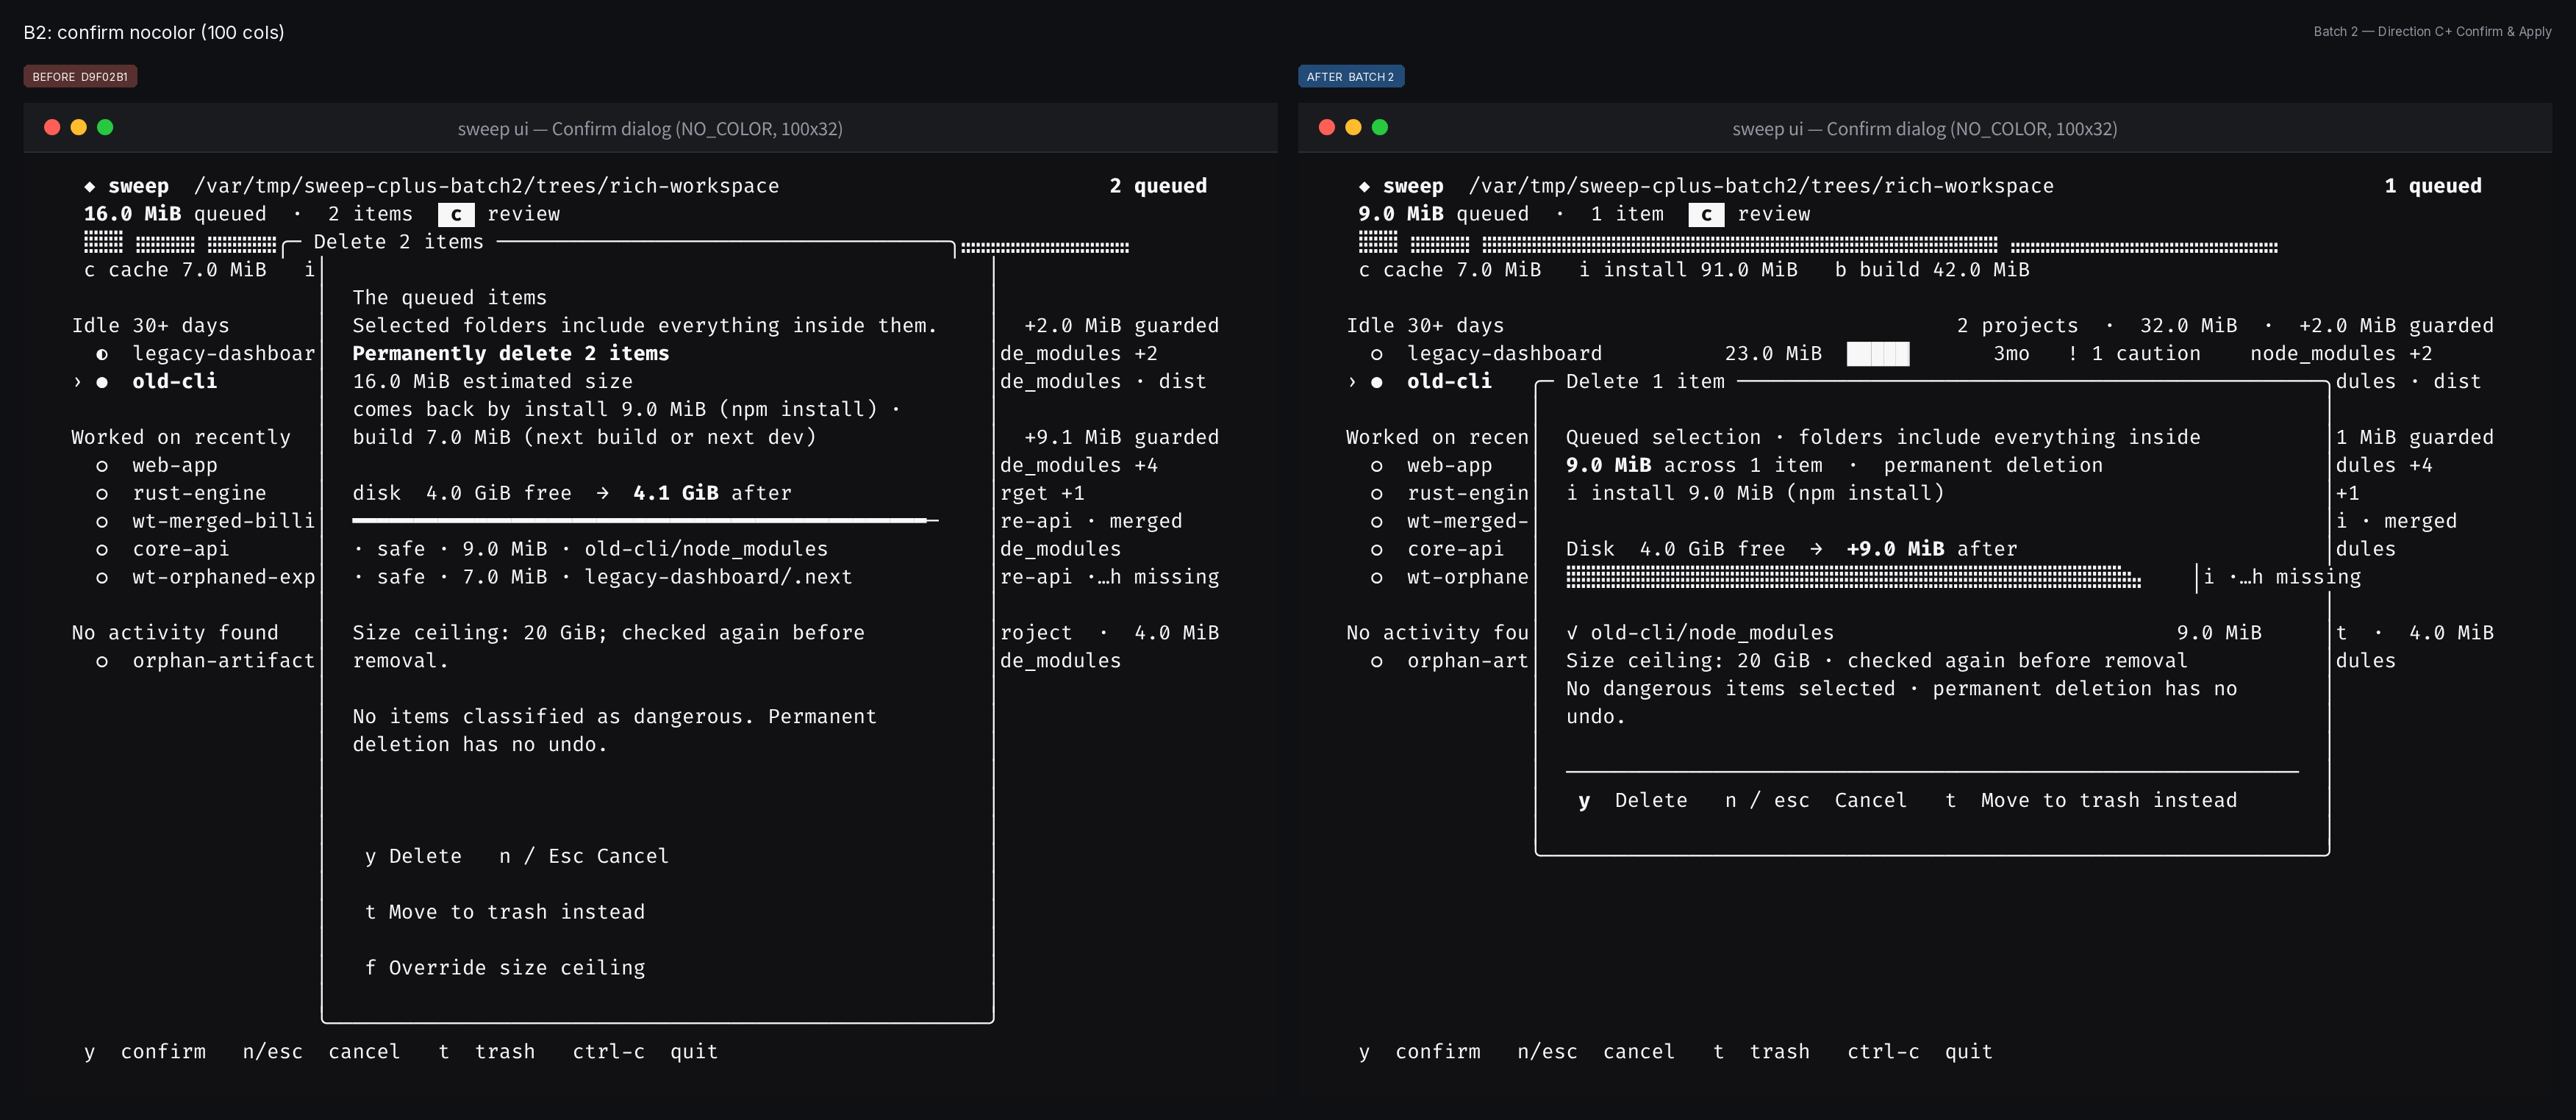 B2: confirm nocolor (100 cols)
Batch 2 — Direction C+ Confirm & Apply
BEFORE D9F02B1
sweep ui — Confirm dialog (NO_COLOR, 100x32)
◆ sweep /var/tmp/sweep-cplus-batch2/trees/rich-workspace 2 queued
16.0 MiB queued · 2 items c review
Delete 2 items
c cache 7.0 MiB i
The queued items
Idle 30+ days Selected folders include everything inside them. +2.0 MiB guarded
◐ legacy-dashboar Permanently delete 2 items de_modules +2
› ● old-cli 16.0 MiB estimated size de_modules · dist
comes back by install 9.0 MiB (npm install) ·
Worked on recently build 7.0 MiB (next build or next dev) +9.1 MiB guarded
○ web-app de_modules +4
○ rust-engine disk 4.0 GiB free → 4.1 GiB after rget +1
○ wt-merged-billi re-api · merged
○ core-api · safe · 9.0 MiB · old-cli/node_modules de_modules
○ wt-orphaned-exp · safe · 7.0 MiB · legacy-dashboard/.next re-api ·…h missing
No activity found Size ceiling: 20 GiB; checked again before roject · 4.0 MiB
○ orphan-artifact removal. de_modules
No items classified as dangerous. Permanent
deletion has no undo.
y Delete n / Esc Cancel
t Move to trash instead
f Override size ceiling
y confirm n/esc cancel t trash ctrl-c quit
AFTER BATCH 2
sweep ui — Confirm dialog (NO_COLOR, 100x32)
◆ sweep /var/tmp/sweep-cplus-batch2/trees/rich-workspace 1 queued
9.0 MiB queued · 1 item c review
c cache 7.0 MiB i install 91.0 MiB b build 42.0 MiB
Idle 30+ days 2 projects · 32.0 MiB · +2.0 MiB guarded
○ legacy-dashboard 23.0 MiB 3mo ! 1 caution node_modules +2
› ● old-cli Delete 1 item dules · dist
Worked on recen Queued selection · folders include everything inside 1 MiB guarded
○ web-app 9.0 MiB across 1 item · permanent deletion dules +4
○ rust-engin i install 9.0 MiB (npm install) +1
○ wt-merged- i · merged
○ core-api Disk 4.0 GiB free → +9.0 MiB after dules
○ wt-orphane i ·…h missing
No activity fou √ old-cli/node_modules 9.0 MiB t · 4.0 MiB
○ orphan-art Size ceiling: 20 GiB · checked again before removal dules
No dangerous items selected · permanent deletion has no
undo.
y Delete n / esc Cancel t Move to trash instead
y confirm n/esc cancel t trash ctrl-c quit